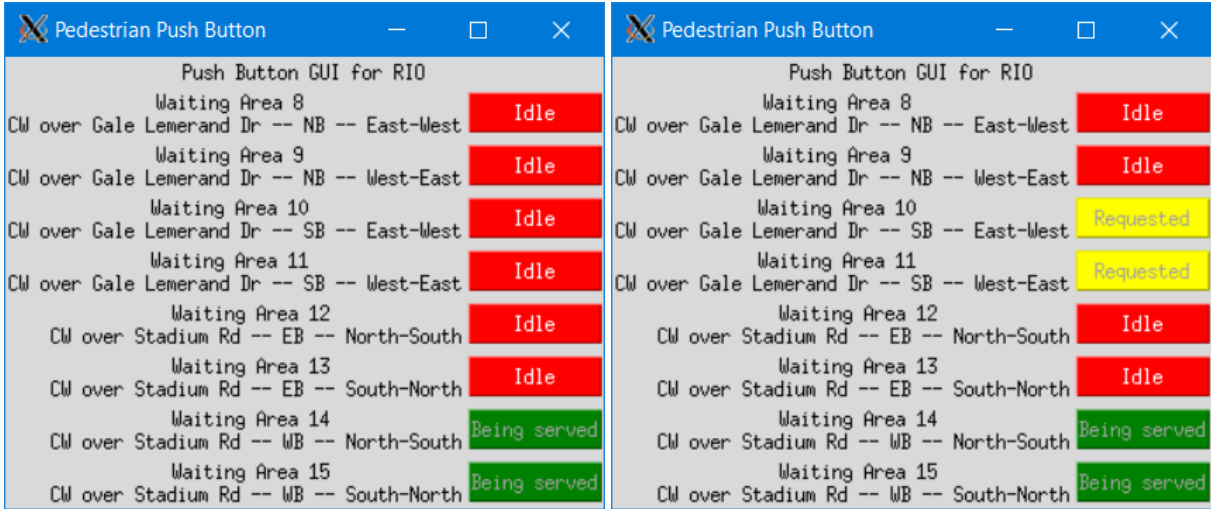 Pedestrian Push Button
Push Button GUI for RIO
Waiting Area 8
CW over Gale Lemerand Dr -- NB -- East-West
Idle
Waiting Area 9
CW over Gale Lemerand Dr -- NB -- West-East
Idle
Waiting Area 10
CW over Gale Lemerand Dr -- SB -- East-West
Idle
Waiting Area 11
CW over Gale Lemerand Dr -- SB -- West-East
Idle
Waiting Area 12
CW over Stadium Rd -- EB -- North-South
Idle
Waiting Area 13
CW over Stadium Rd -- EB -- South-North
Idle
Waiting Area 14
CW over Stadium Rd -- WB -- North-South
Being served
Waiting Area 15
CW over Stadium Rd -- WB -- South-North
Being served
Pedestrian Push Button
Push Button GUI for RIO
Waiting Area 8
CW over Gale Lemerand Dr -- NB -- East-West
Idle
Waiting Area 9
CW over Gale Lemerand Dr -- NB -- West-East
Idle
Waiting Area 10
CW over Gale Lemerand Dr -- SB -- East-West
Requested
Waiting Area 11
CW over Gale Lemerand Dr -- SB -- West-East
Requested
Waiting Area 12
CW over Stadium Rd -- EB -- North-South
Idle
Waiting Area 13
CW over Stadium Rd -- EB -- South-North
Idle
Waiting Area 14
CW over Stadium Rd -- WB -- North-South
Being served
Waiting Area 15
CW over Stadium Rd -- WB -- South-North
Being served